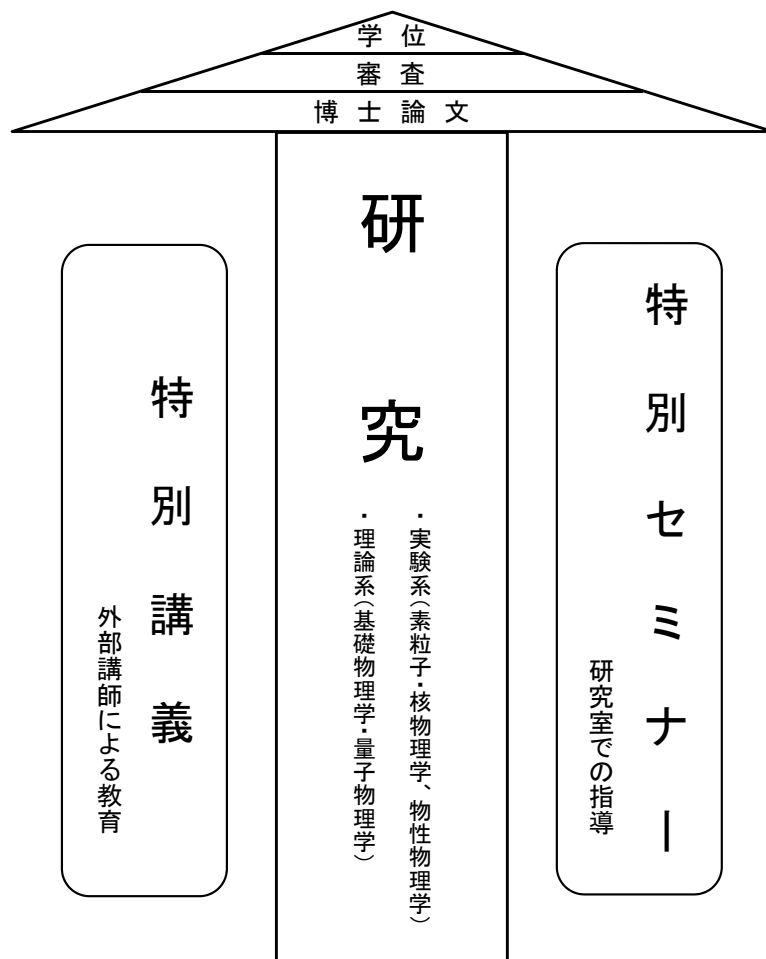 学位
審査
博士論文
研究
・実験系（素粒子・核物理学、物性物理学）
・理論系（基礎物理学・量子物理学）
特別セミナー
研究室での指導
特別講義
外部講師による教育